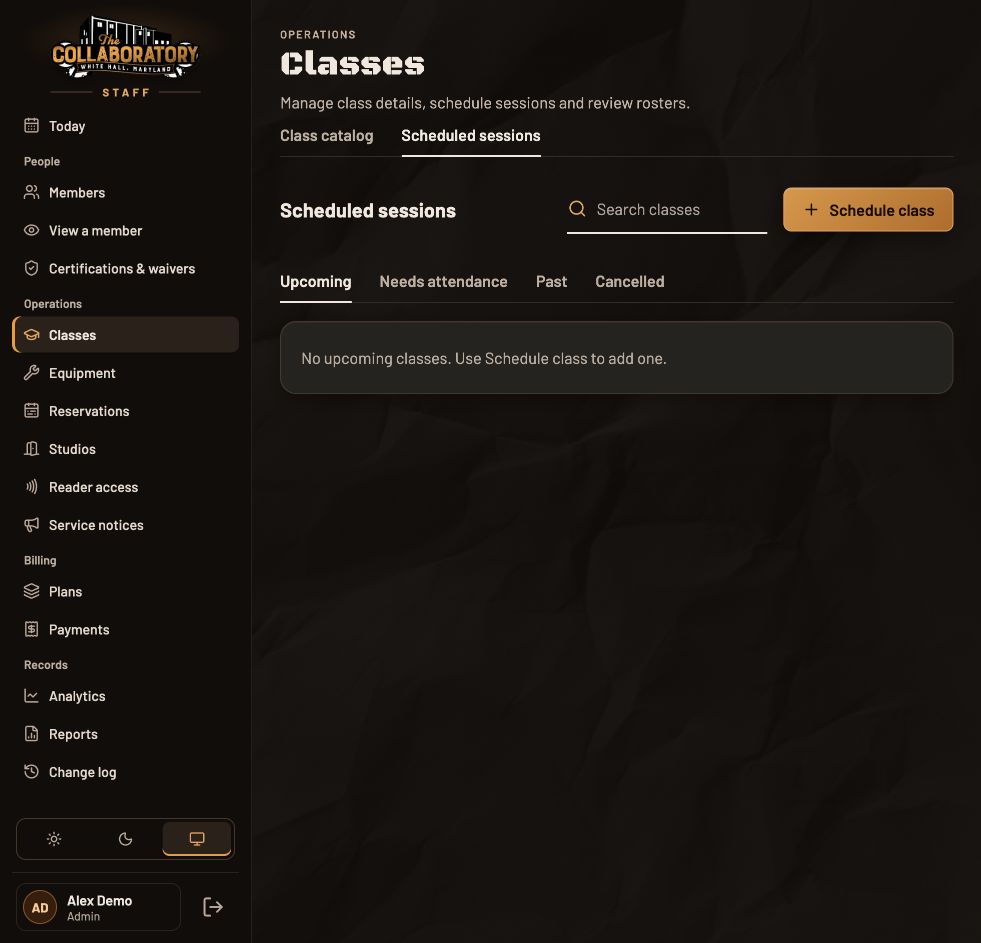 The
COLLABORATORY
WHITE HALL, MARYLAND
STAFF
Today
People
Members
View a member
Certifications & waivers
Operations
Classes
Equipment
Reservations
Studios
Reader access
Service notices
Billing
Plans
Payments
Records
Analytics
Reports
Change log
AD
Alex Demo
Admin
OPERATIONS
Classes
Manage class details, schedule sessions and review rosters.
Class catalog
Scheduled sessions
Scheduled sessions
Search classes
+ Schedule class
Upcoming
Needs attendance
Past
Cancelled
No upcoming classes. Use Schedule class to add one.